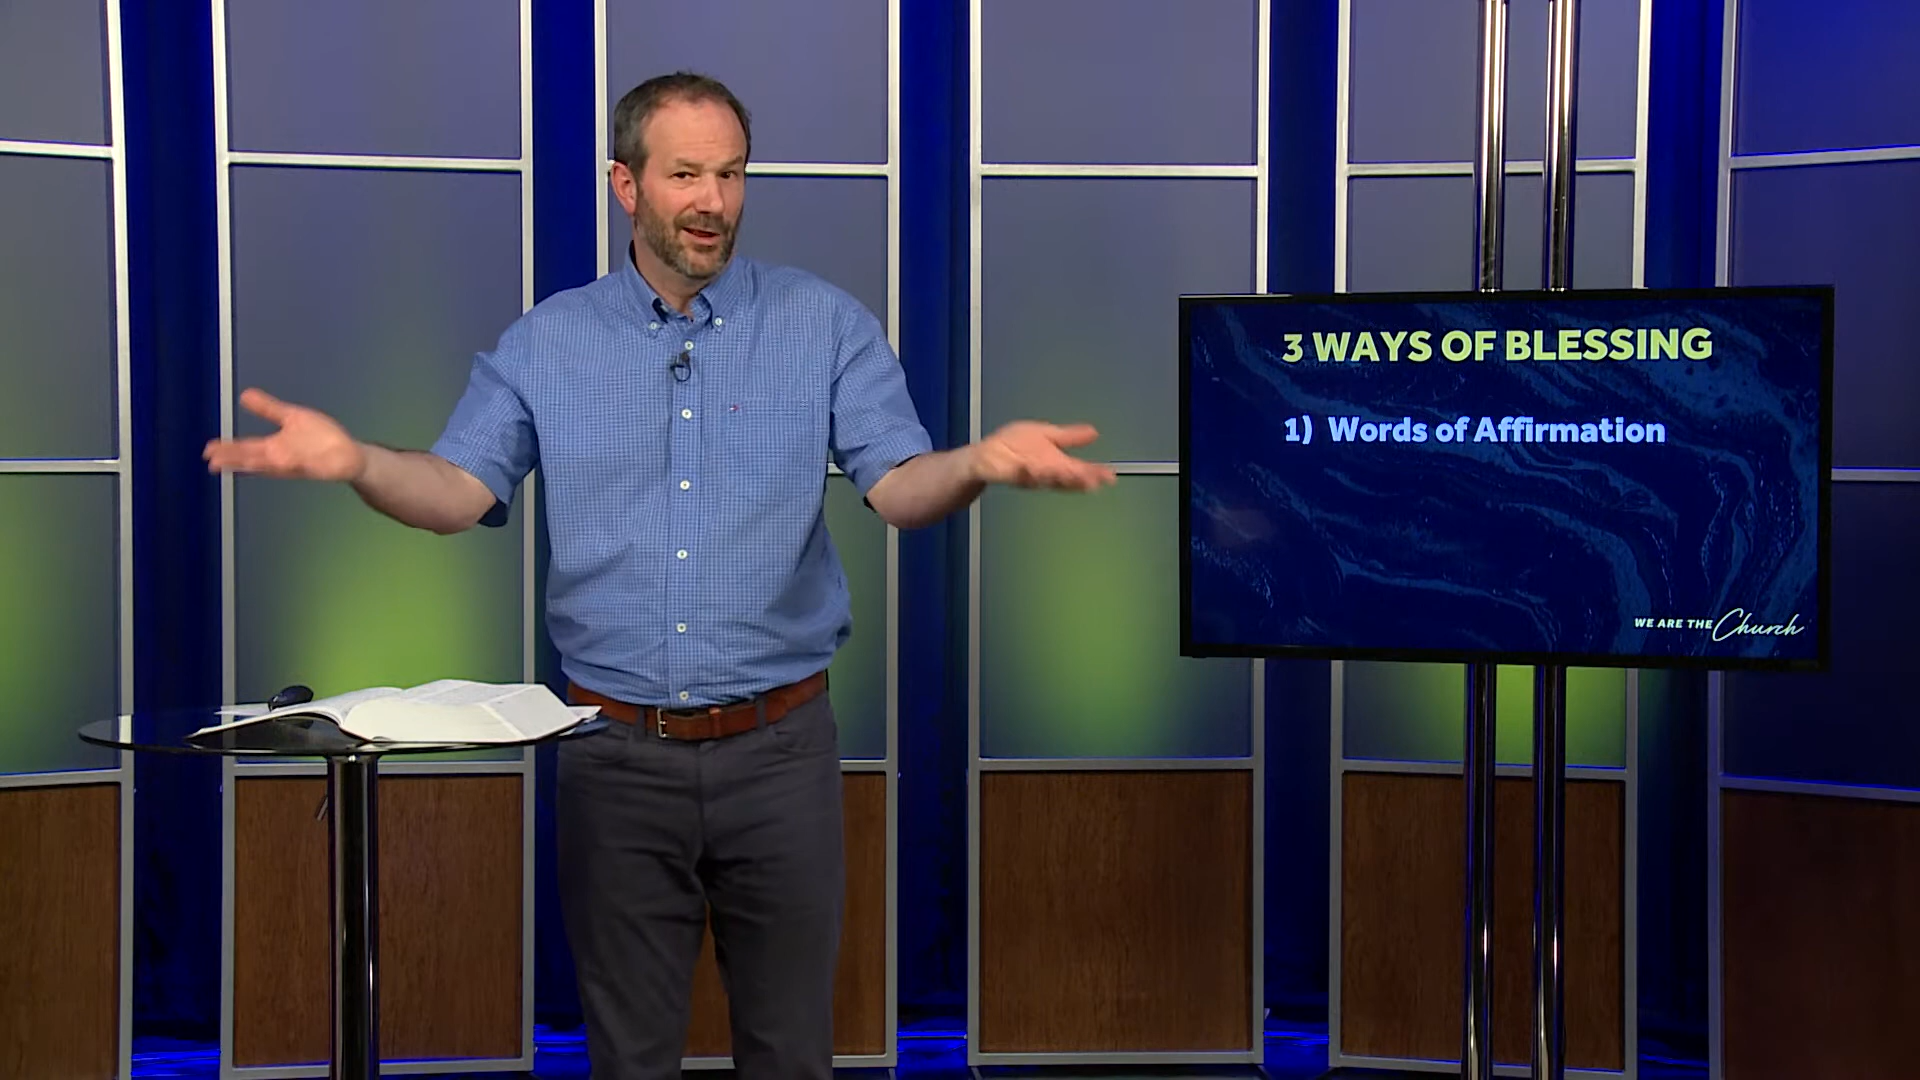 3 WAYS OF BLESSING
1) Words of Affirmation
WE ARE THE Church